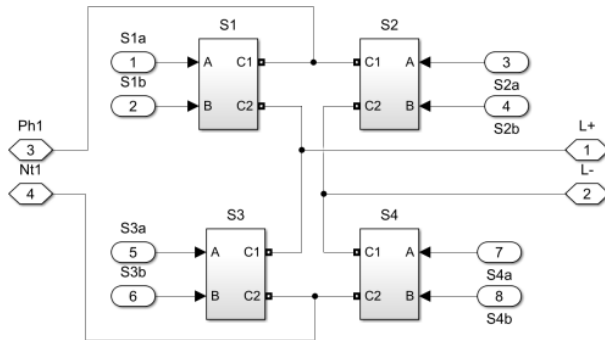 S1
S2
S1a
1
A
C1
C1
A
3
S2a
S1b
2
B
C2
C2
B
4
S2b
Ph1
3
L+
1
Nt1
4
L-
2
S3
S4
S3a
5
A
C1
C1
A
7
S4a
S3b
6
B
C2
C2
B
8
S4b